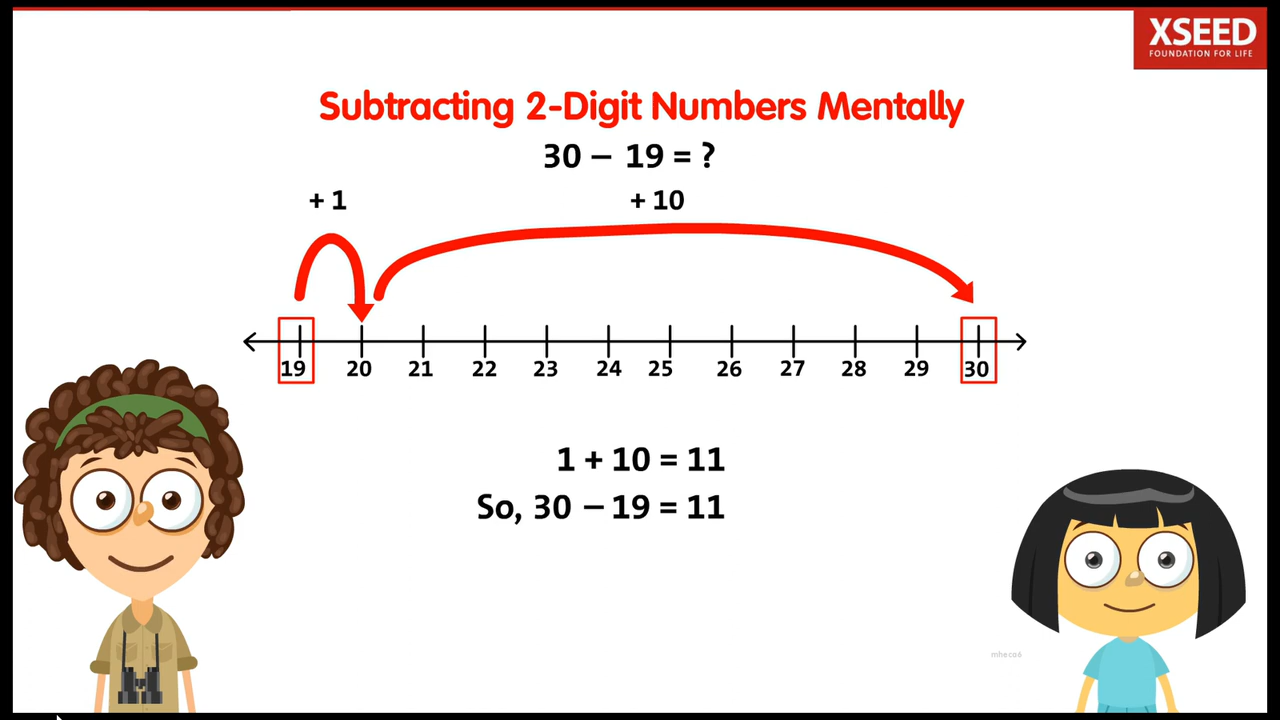 XSEED
FOUNDATION FOR LIFE
Subtracting 2-Digit Numbers Mentally
30 – 19 = ?
+ 1 + 10
19 20 21 22 23 24 25 26 27 28 29 30
1 + 10 = 11
So, 30 – 19 = 11
mheca6